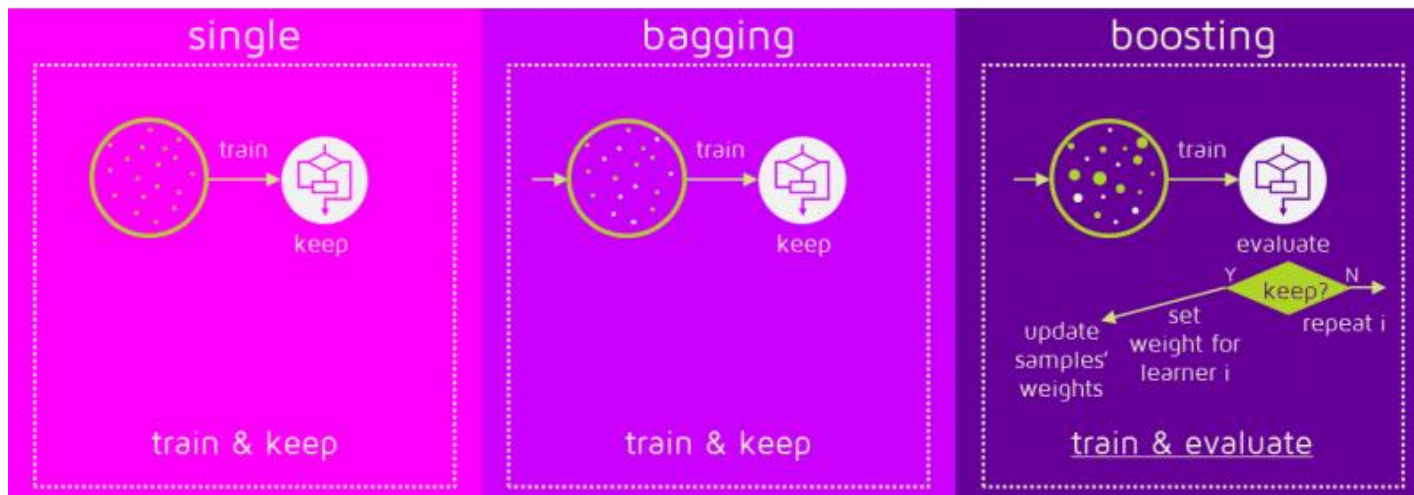 single
train
keep
train & keep
bagging
train
keep
train & keep
boosting
train
evaluate
Y
keep?
N
repeat i
set
weight for
learner i
update
samples'
weights
train & evaluate